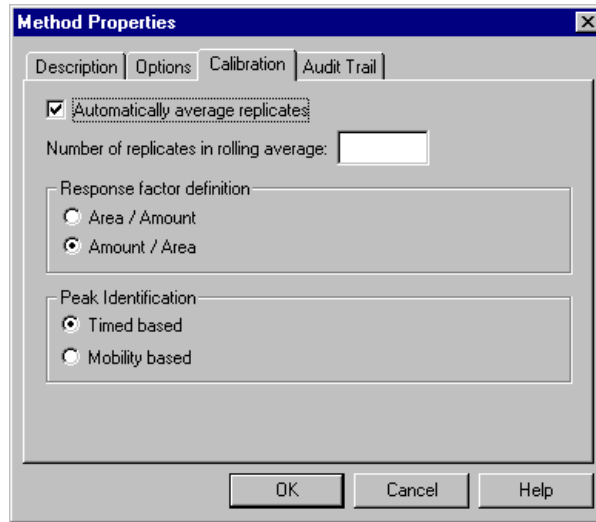 Method Properties
Description Options Calibration Audit Trail
Automatically average replicates
Number of replicates in rolling average:
Response factor definition
Area / Amount
Amount / Area
Peak Identification
Timed based
Mobility based
OK Cancel Help